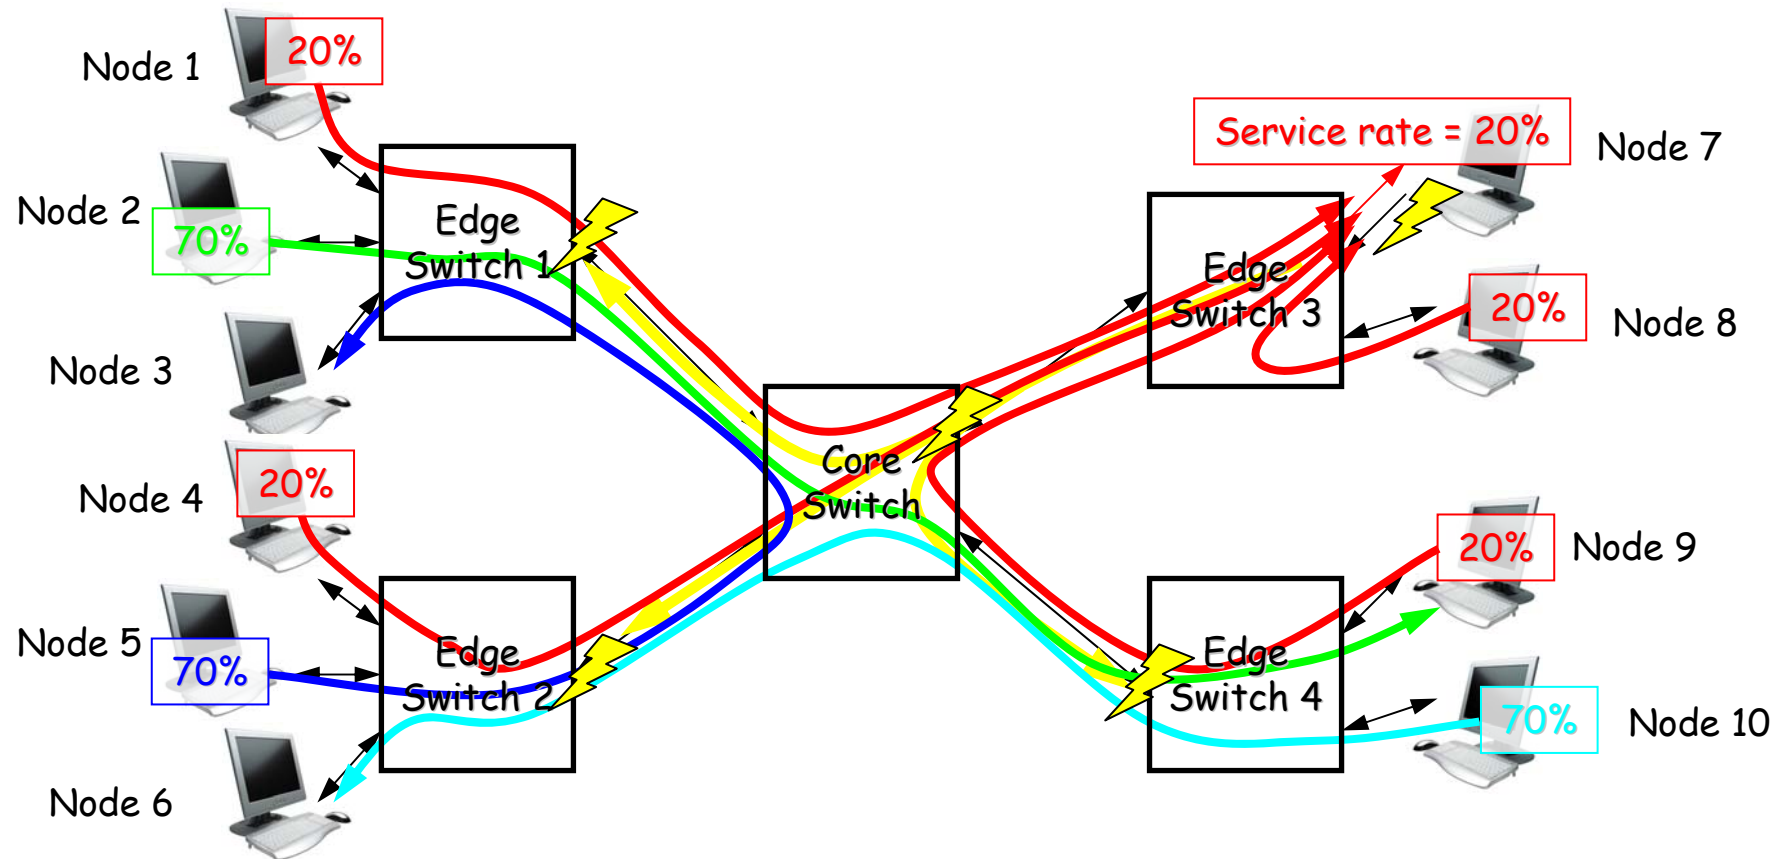 Node 1
20%
Node 2
70%
Edge
Switch 1
Node 3
Node 4
20%
Node 5
70%
Edge
Switch 2
Node 6
Core
Switch
Service rate = 20%
Node 7
Edge
Switch 3
20%
Node 8
20%
Node 9
Edge
Switch 4
70%
Node 10